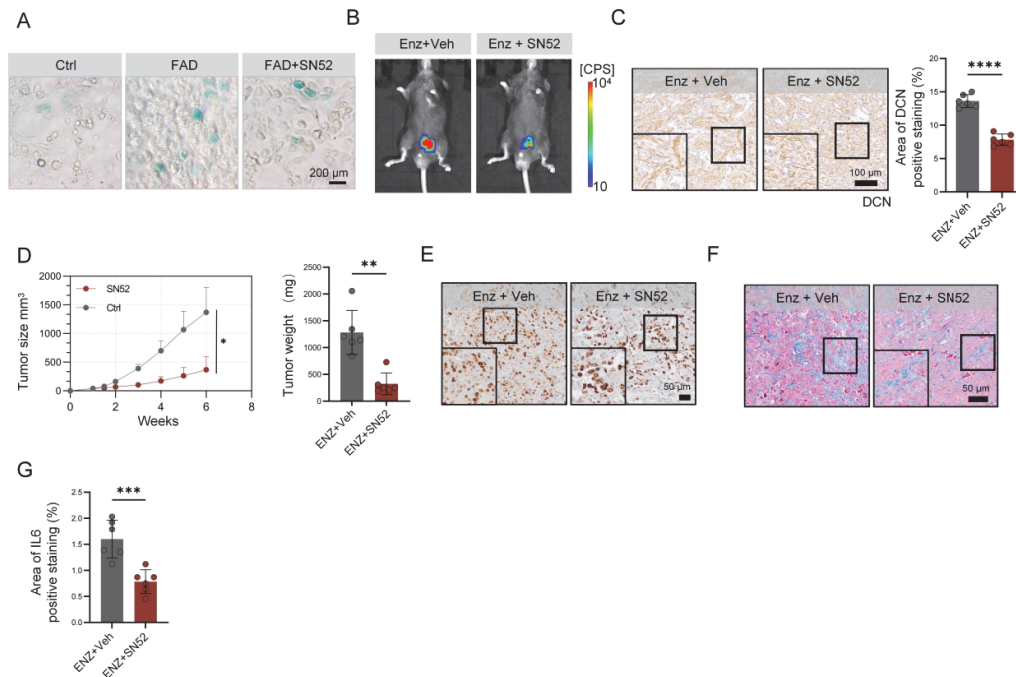 A
Ctrl
FAD
FAD+SN52
200 µm
B
Enz+Veh
Enz + SN52
[CPS]
10⁴
10
C
Enz + Veh
Enz + SN52
100 µm
DCN
Area of DCN
positive staining (%)
20
15
10
5
0
****
ENZ+Veh
ENZ+SN52
D
Tumor size mm³
2000
1500
1000
500
0
SN52
Ctrl
*
0
2
4
6
8
Weeks
Tumor weight (mg)
2500
2000
1500
1000
500
0
**
ENZ+Veh
ENZ+SN52
E
Enz + Veh
Enz + SN52
50 µm
F
Enz + Veh
Enz + SN52
50 µm
G
Area of IL6
positive staining (%)
2.5
2.0
1.5
1.0
0.5
0.0
***
ENZ+Veh
ENZ+SN52